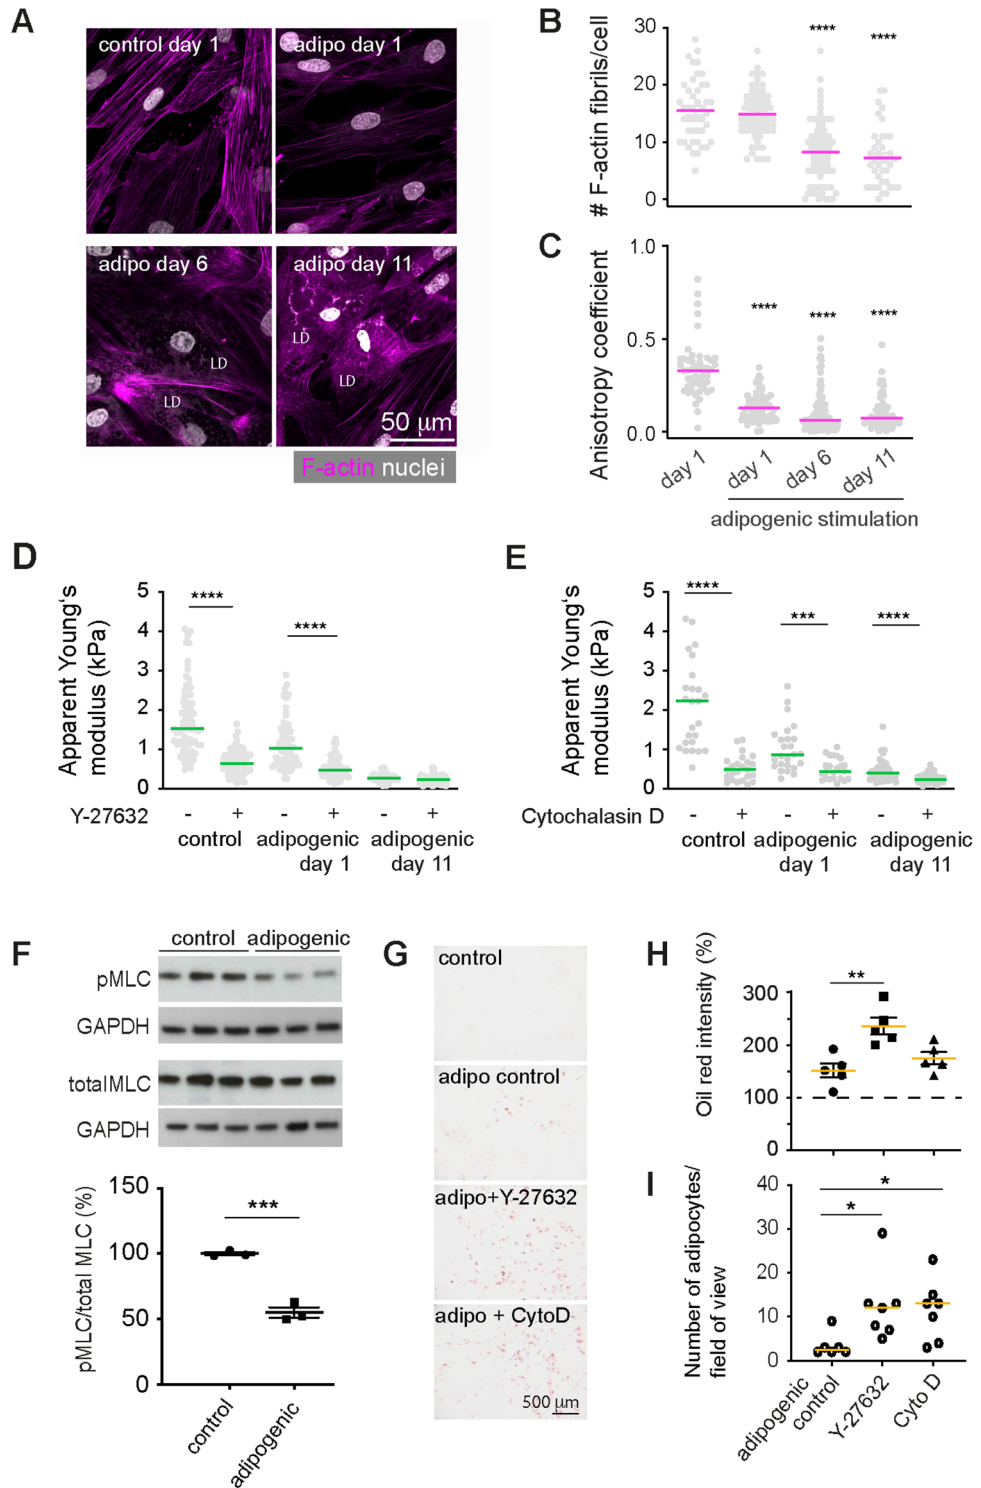 A
control day 1
adipo day 1
adipo day 6
adipo day 11
LD
LD
LD
LD
50 μm
F-actin nuclei
B
# F-actin fibrils/cell
30
20
10
0
****
****
C
Anisotropy coefficient
1.0
0.5
0.0
****
****
****
day 1
day 1
day 6
day 11
adipogenic stimulation
D
Apparent Young's
modulus (kPa)
5
4
3
2
1
0
****
****
Y-27632
- + - + - +
control
adipogenic
day 1
adipogenic
day 11
E
Apparent Young's
modulus (kPa)
5
4
3
2
1
0
****
***
****
Cytochalasin D
- + - + - +
control
adipogenic
day 1
adipogenic
day 11
F
control adipogenic
pMLC
GAPDH
totalMLC
GAPDH
pMLC/total MLC (%)
150
100
50
0
***
control
adipogenic
G
control
adipo control
adipo+Y-27632
adipo + CytoD
500 μm
H
Oil red intensity (%)
300
200
100
0
**
I
Number of adipocytes/
field of view
40
30
20
10
0
*
*
adipogenic
control
Y-27632
Cyto D